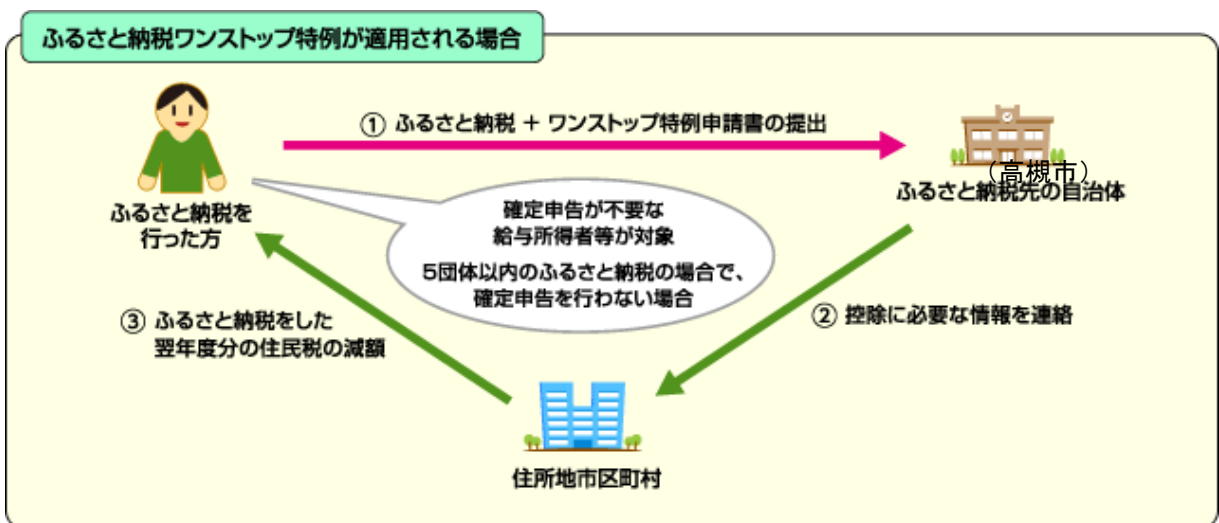 ふるさと納税ワンストップ特例が適用される場合
① ふるさと納税 + ワンストップ特例申請書の提出
(高槻市)
ふるさと納税先の自治体
ふるさと納税を
行った方
確定申告が不要な
給与所得者等が対象
5団体以内のふるさと納税の場合で、
確定申告を行わない場合
② 控除に必要な情報を連絡
③ ふるさと納税をした
翌年度分の住民税の減額
住所地市区町村